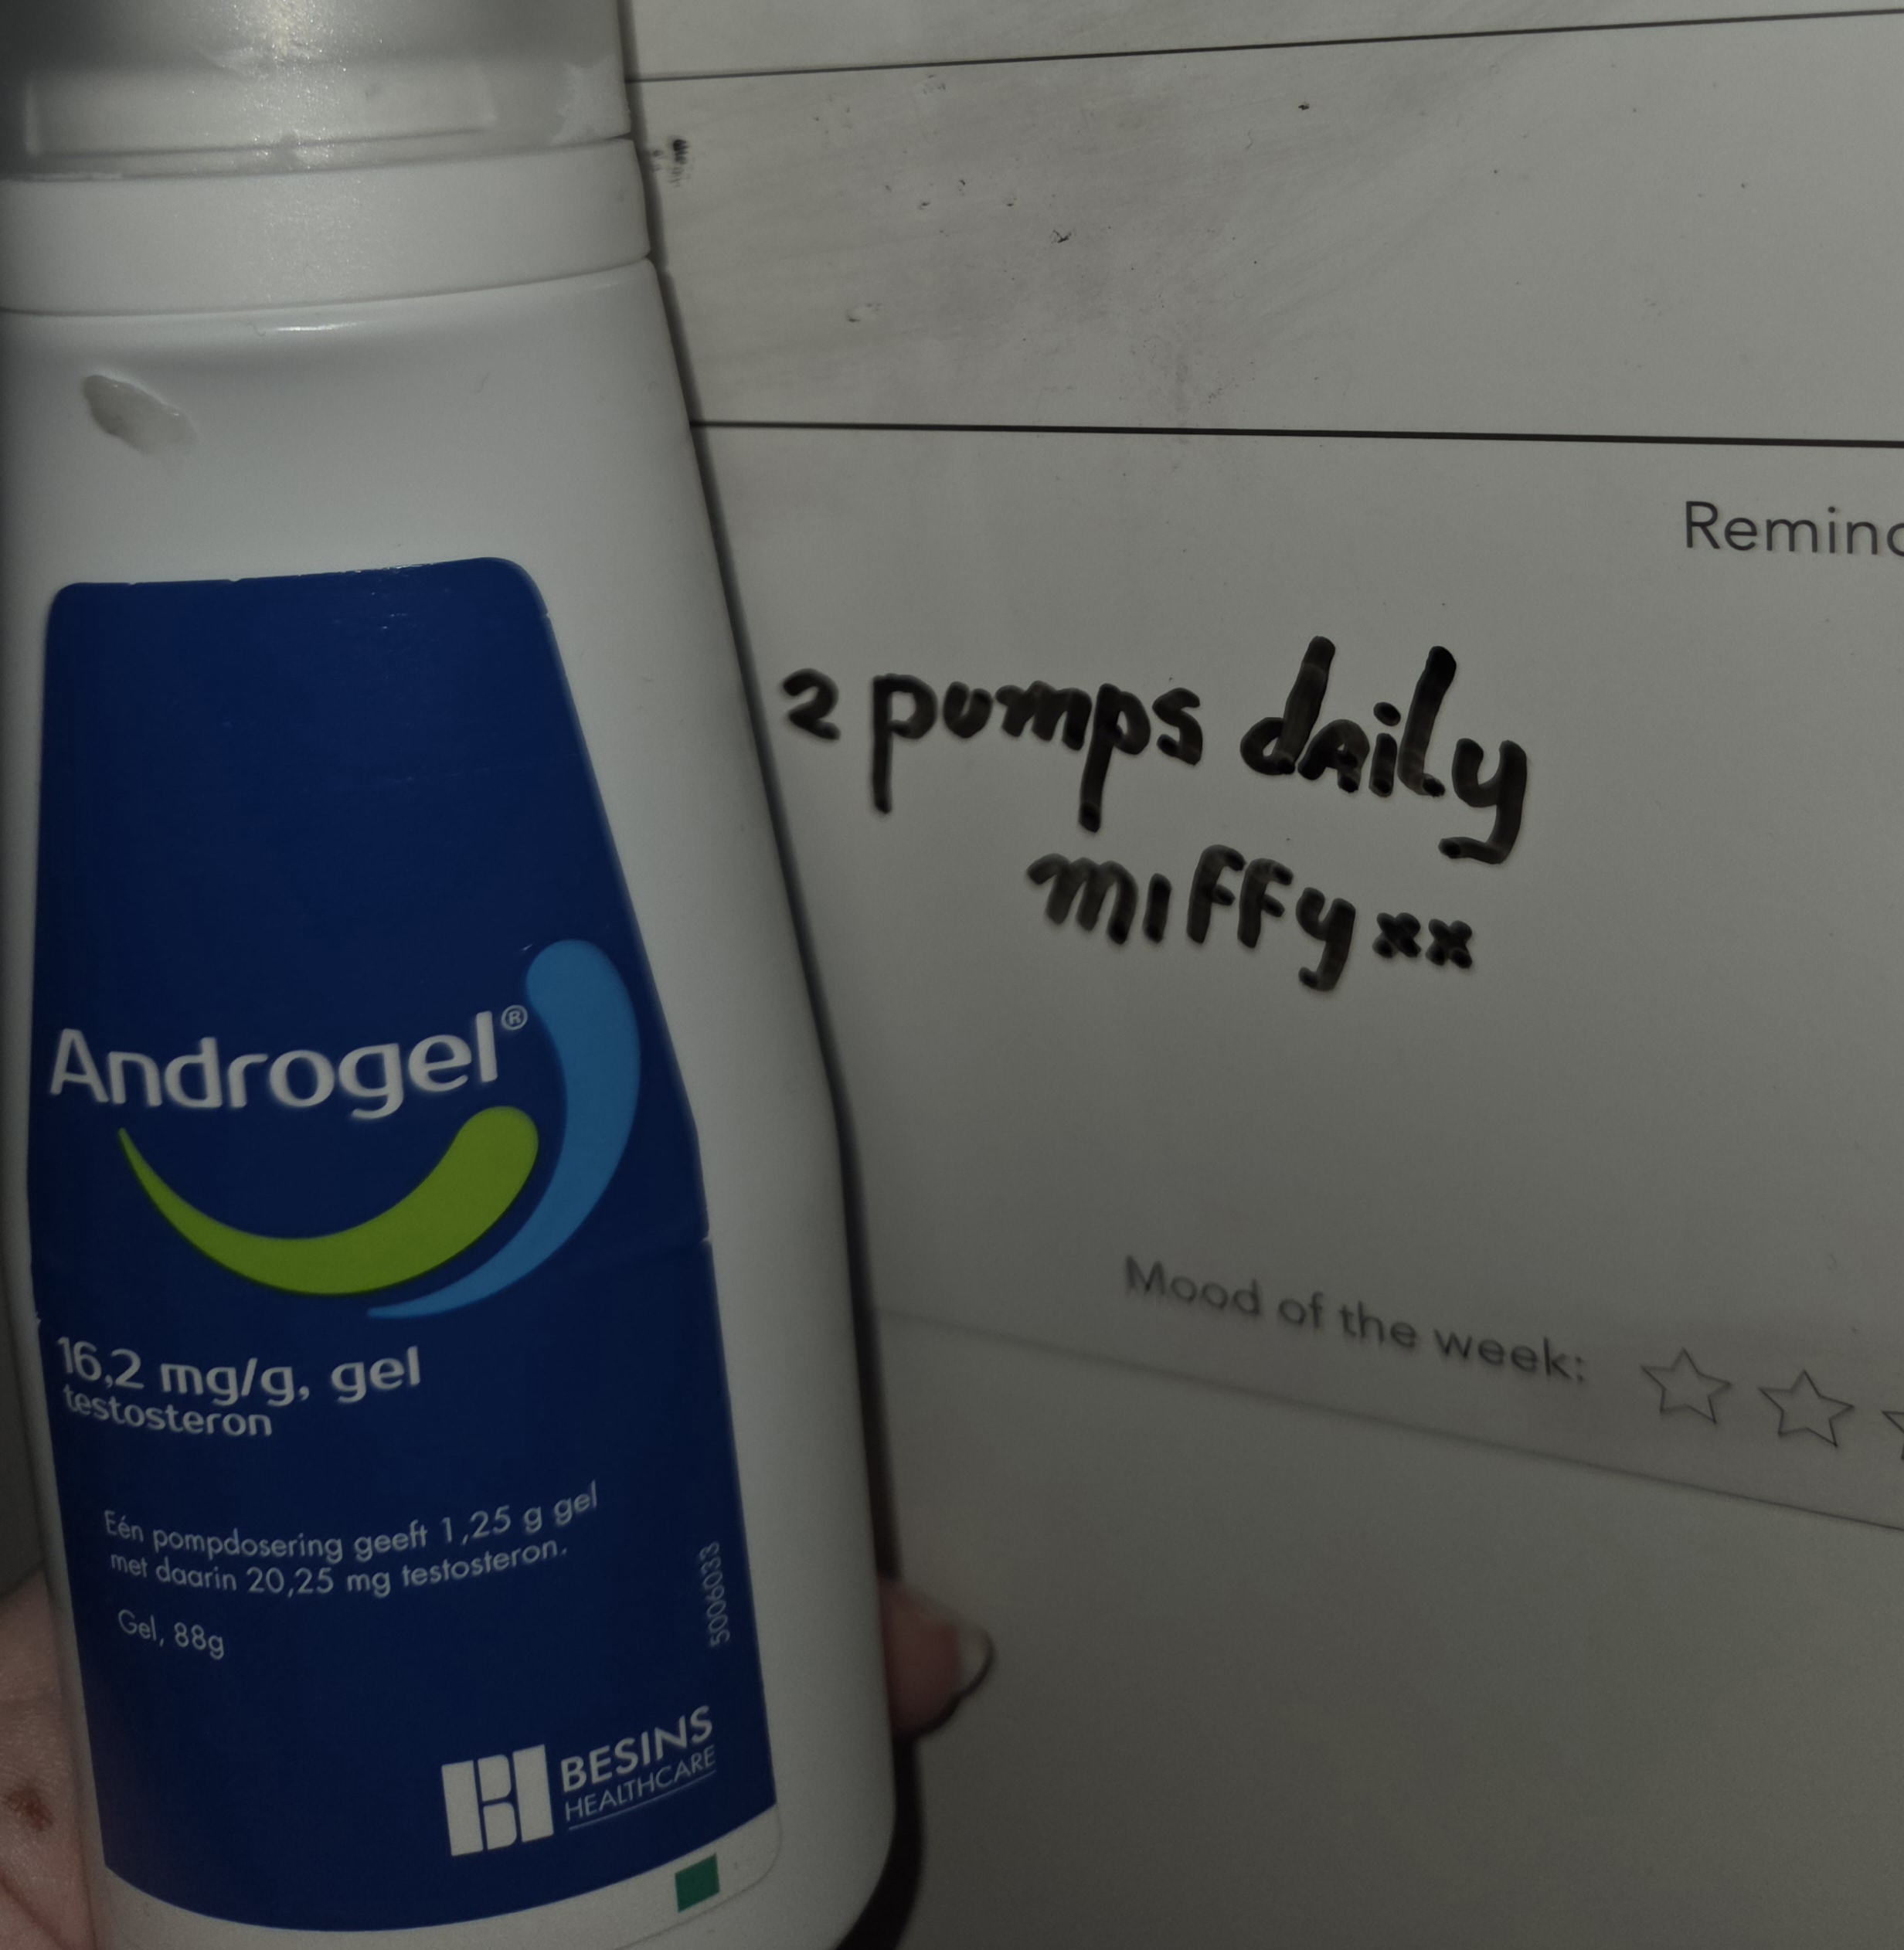 Androgel®
16,2 mg/g, gel
testosteron
Eén pompdosering geeft 1,25 g gel
met daarin 20,25 mg testosteron.
Gel, 88g
5006033
BESINS
HEALTHCARE
2 pumps daily
miffy xx
Mood of the week: